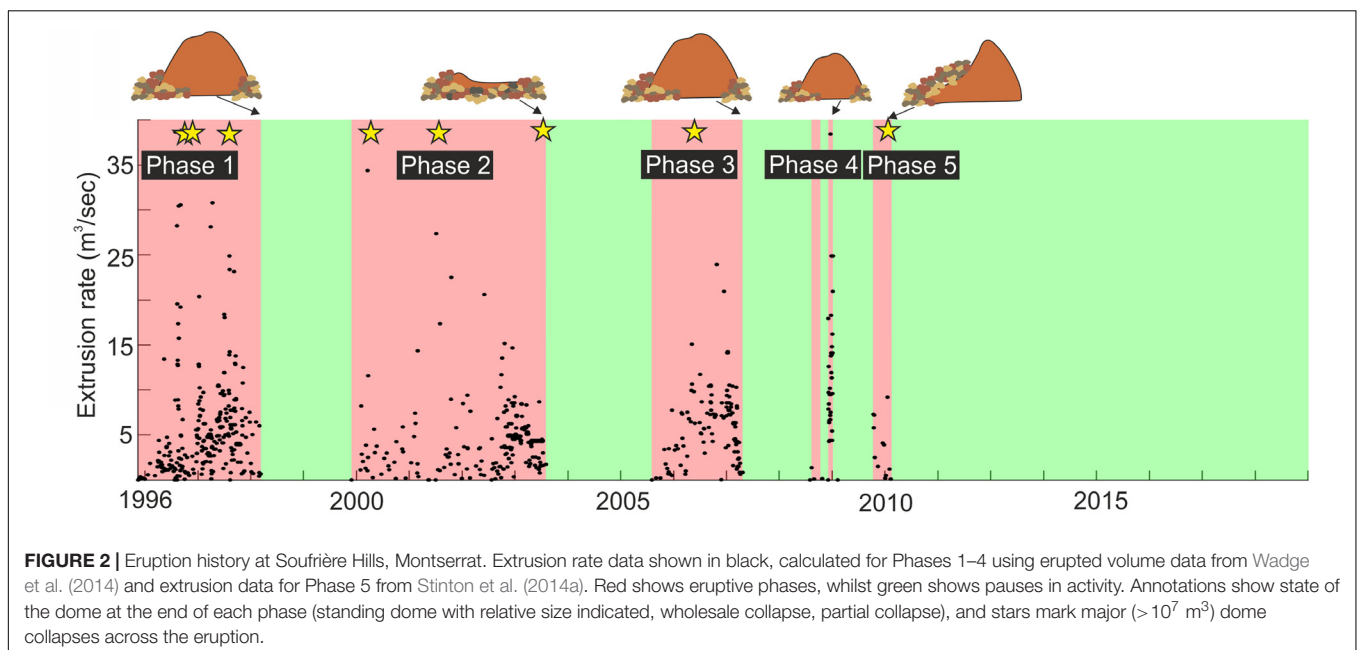 Phase 1
Phase 2
Phase 3
Phase 4
Phase 5
Extrusion rate (m³/sec)
35
25
15
5
1996
2000
2005
2010
2015
FIGURE 2 | Eruption history at Soufrière Hills, Montserrat. Extrusion rate data shown in black, calculated for Phases 1–4 using erupted volume data from Wadge
et al. (2014) and extrusion data for Phase 5 from Stinton et al. (2014a). Red shows eruptive phases, whilst green shows pauses in activity. Annotations show state of
the dome at the end of each phase (standing dome with relative size indicated, wholesale collapse, partial collapse), and stars mark major (>10⁷ m³) dome
collapses across the eruption.